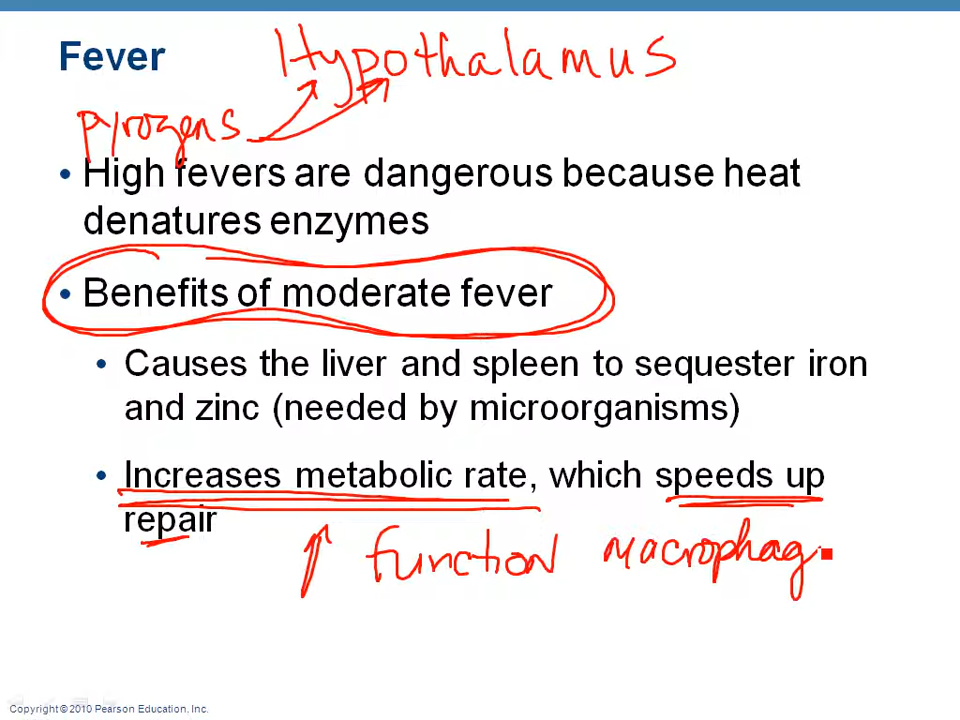 Fever Hypothalamus
pyrogens
• High fevers are dangerous because heat
denatures enzymes
• Benefits of moderate fever
• Causes the liver and spleen to sequester iron
and zinc (needed by microorganisms)
• Increases metabolic rate, which speeds up
repair
↑ function macrophag
Copyright © 2010 Pearson Education, Inc.